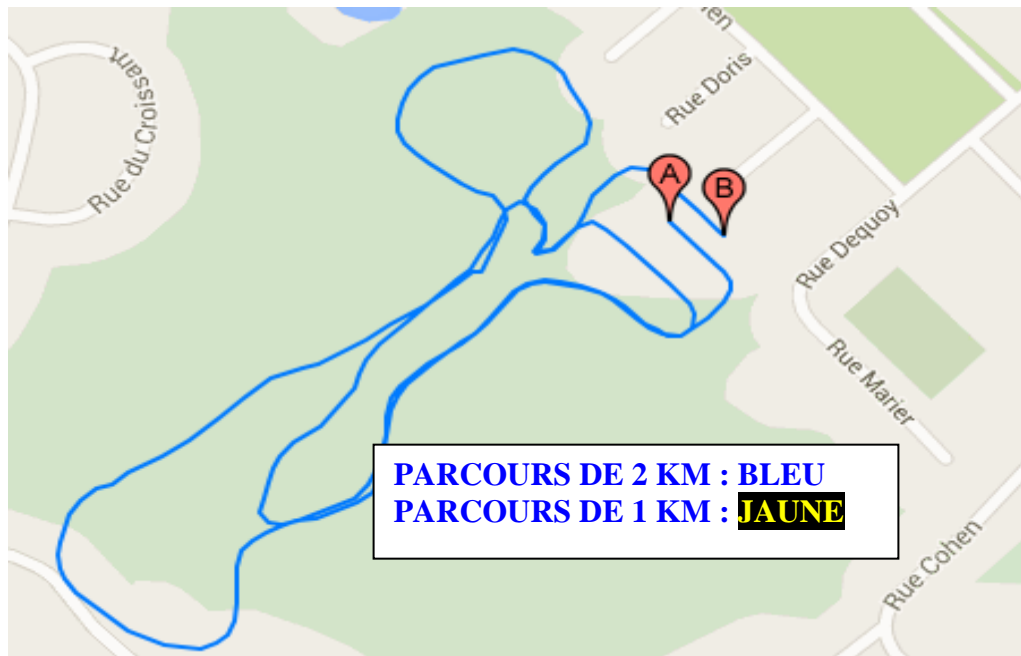 Rue du Croissant
en
Rue Doris
A
B
Rue Dequoy
Rue Marier
PARCOURS DE 2 KM : BLEU
PARCOURS DE 1 KM : JAUNE
Rue Cohen